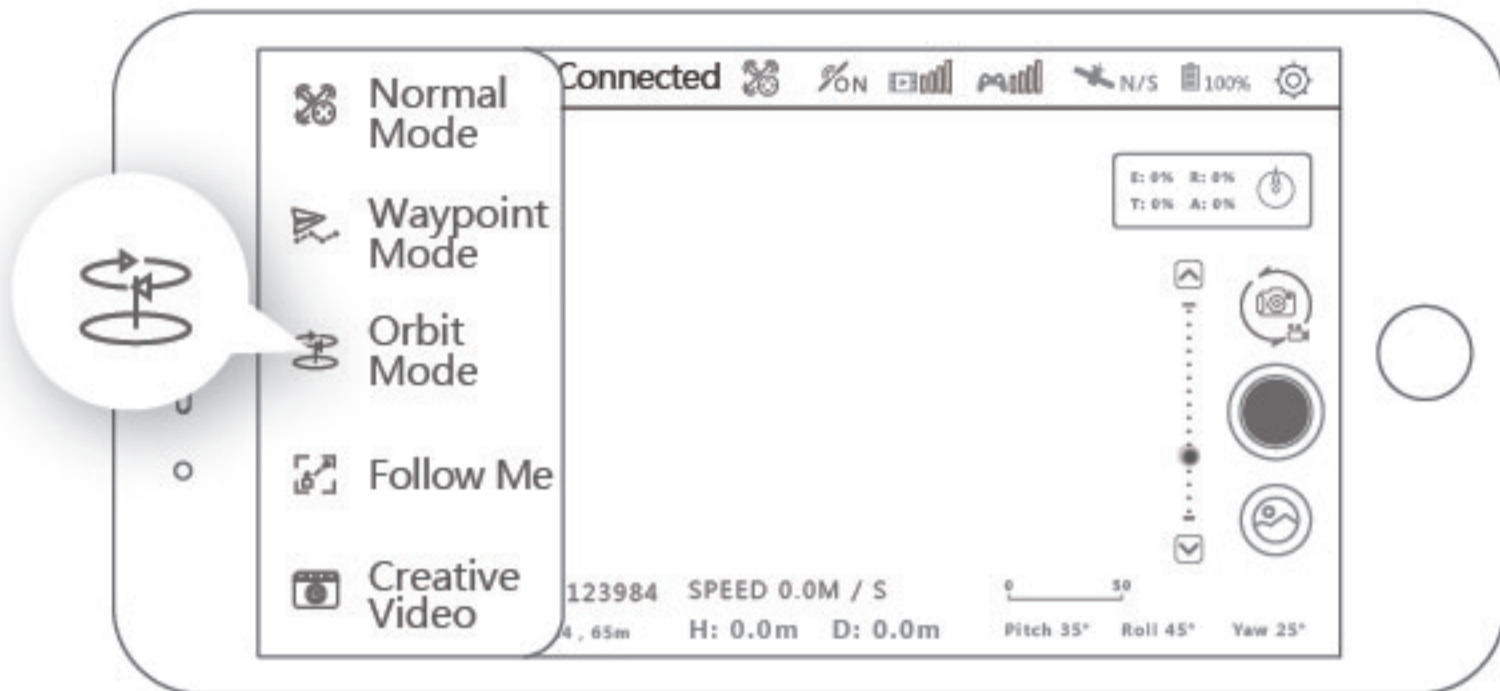 Connected ON N/S 100%
Normal
Mode
Waypoint
Mode
Orbit
Mode
Follow Me
Creative
Video
E: 0% R: 0%
T: 0% A: 0%
123984 SPEED 0.0M / S
0 50
4 , 65m H: 0.0m D: 0.0m
Pitch 35° Roll 45° Yaw 25°